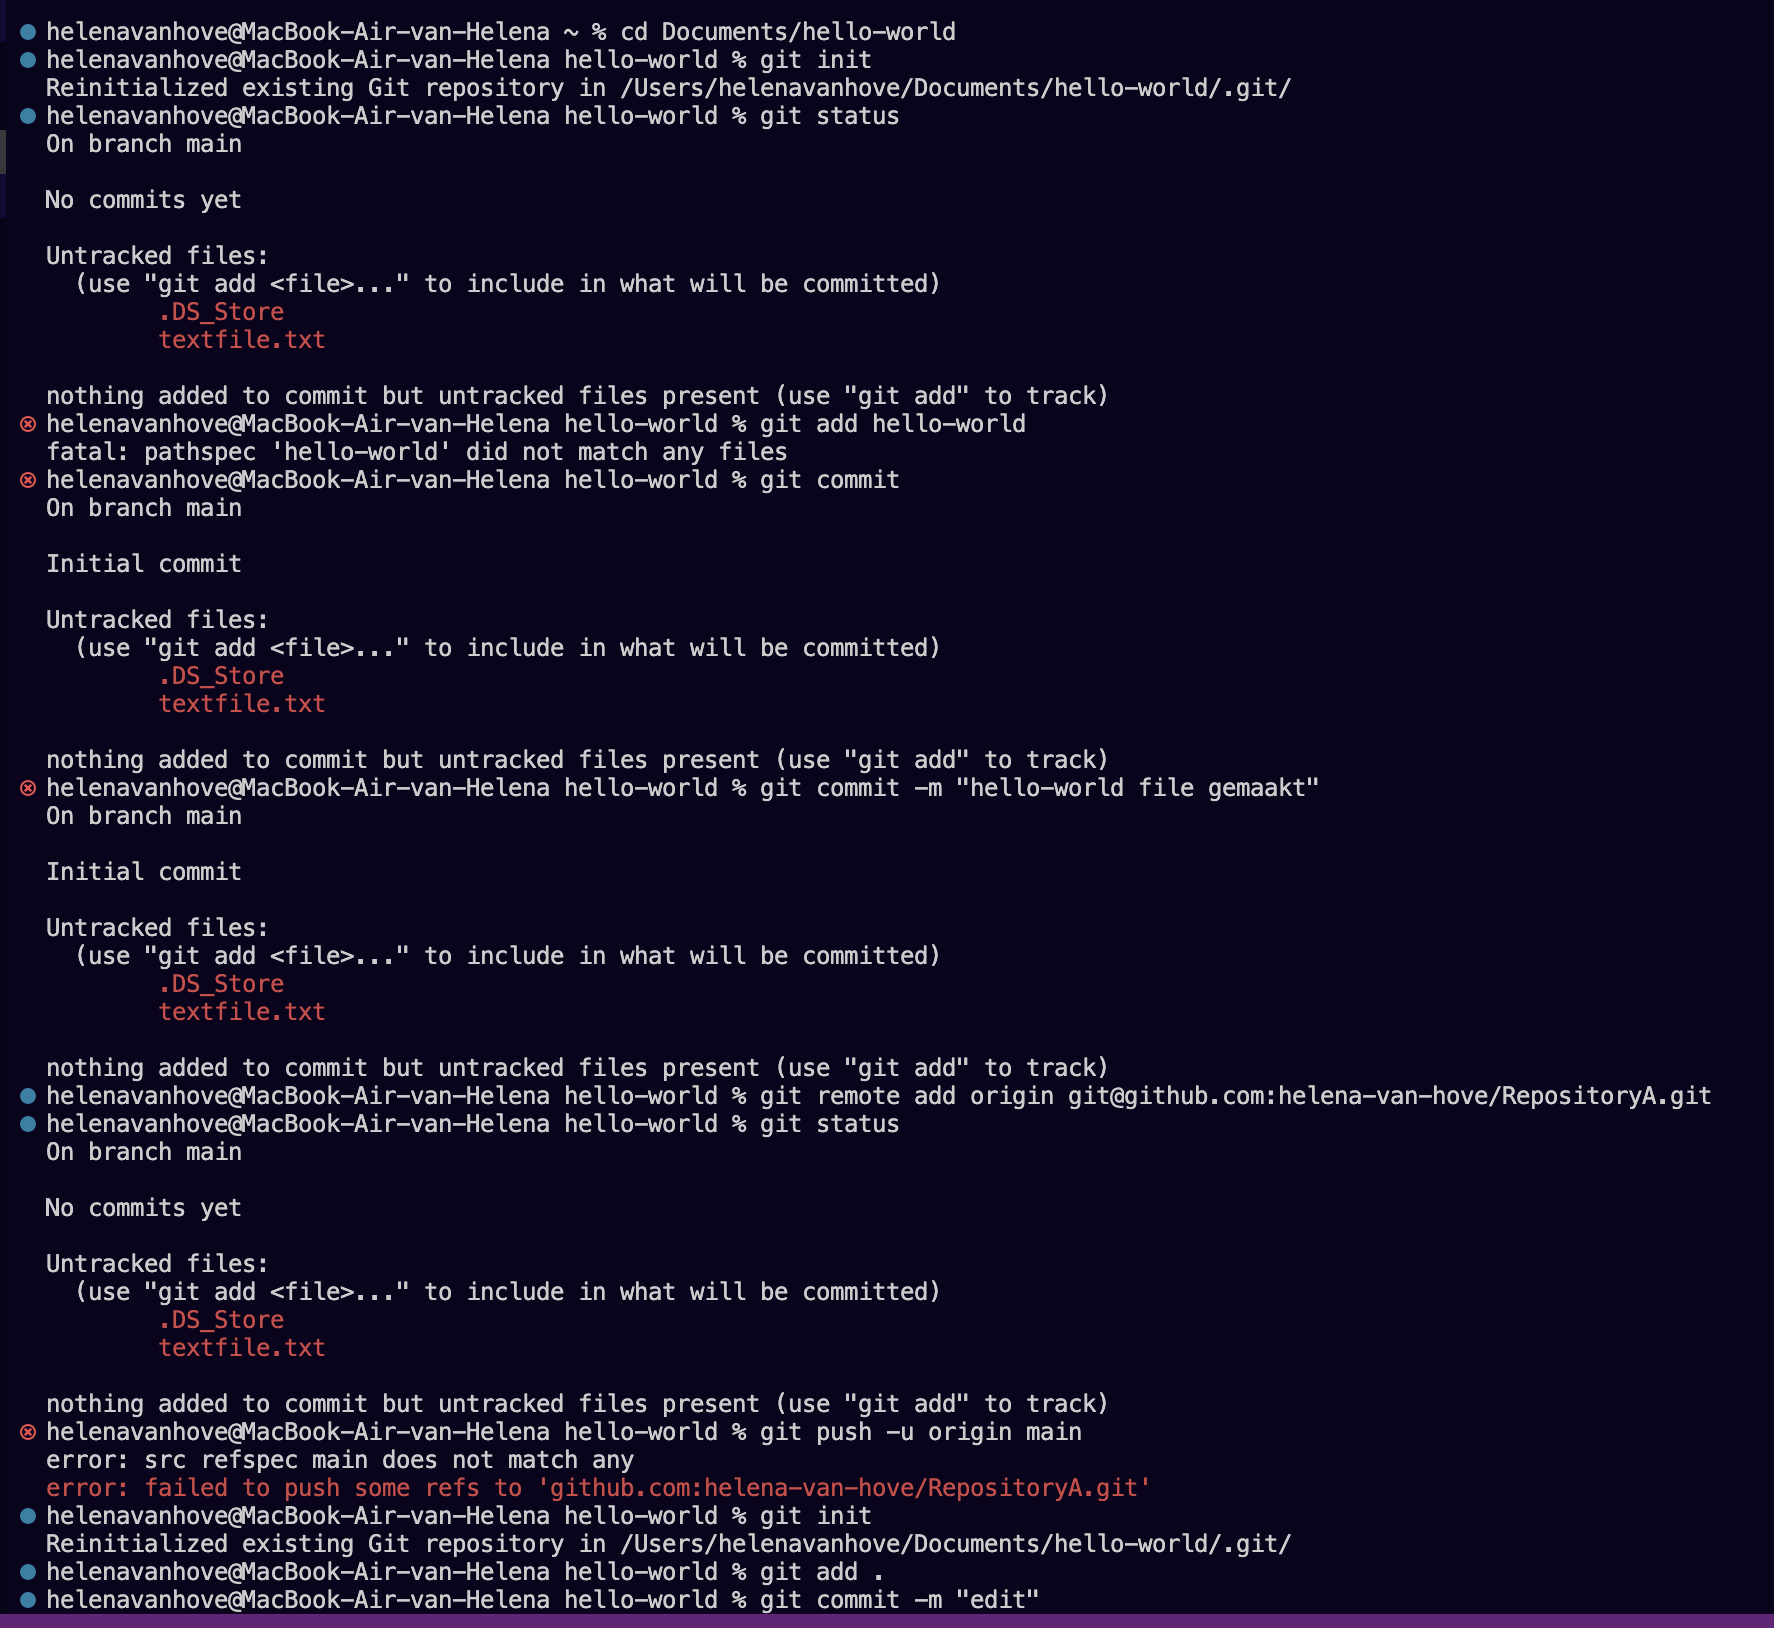 helenavanhove@MacBook-Air-van-Helena ~ % cd Documents/hello-world
helenavanhove@MacBook-Air-van-Helena hello-world % git init
Reinitialized existing Git repository in /Users/helenavanhove/Documents/hello-world/.git/
helenavanhove@MacBook-Air-van-Helena hello-world % git status
On branch main

No commits yet

Untracked files:
  (use "git add <file>..." to include in what will be committed)
        .DS_Store
        textfile.txt

nothing added to commit but untracked files present (use "git add" to track)
helenavanhove@MacBook-Air-van-Helena hello-world % git add hello-world
fatal: pathspec 'hello-world' did not match any files
helenavanhove@MacBook-Air-van-Helena hello-world % git commit
On branch main

Initial commit

Untracked files:
  (use "git add <file>..." to include in what will be committed)
        .DS_Store
        textfile.txt

nothing added to commit but untracked files present (use "git add" to track)
helenavanhove@MacBook-Air-van-Helena hello-world % git commit -m "hello-world file gemaakt"
On branch main

Initial commit

Untracked files:
  (use "git add <file>..." to include in what will be committed)
        .DS_Store
        textfile.txt

nothing added to commit but untracked files present (use "git add" to track)
helenavanhove@MacBook-Air-van-Helena hello-world % git remote add origin git@github.com:helena-van-hove/RepositoryA.git
helenavanhove@MacBook-Air-van-Helena hello-world % git status
On branch main

No commits yet

Untracked files:
  (use "git add <file>..." to include in what will be committed)
        .DS_Store
        textfile.txt

nothing added to commit but untracked files present (use "git add" to track)
helenavanhove@MacBook-Air-van-Helena hello-world % git push -u origin main
error: src refspec main does not match any
error: failed to push some refs to 'github.com:helena-van-hove/RepositoryA.git'
helenavanhove@MacBook-Air-van-Helena hello-world % git init
Reinitialized existing Git repository in /Users/helenavanhove/Documents/hello-world/.git/
helenavanhove@MacBook-Air-van-Helena hello-world % git add .
helenavanhove@MacBook-Air-van-Helena hello-world % git commit -m "edit"